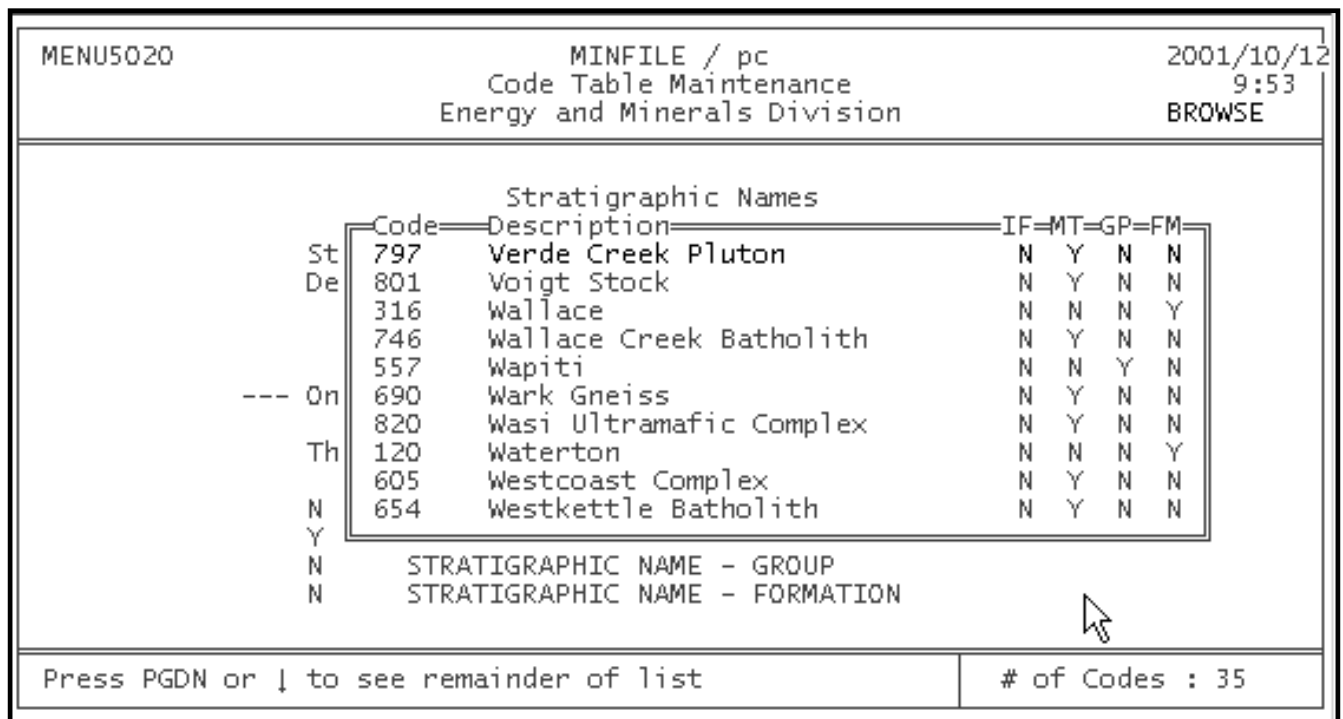 MENU5020 MINFILE / pc 2001/10/12
Code Table Maintenance 9:53
Energy and Minerals Division BROWSE
Stratigraphic Names
Code Description IF MT GP FM
St 797 Verde Creek Pluton N Y N N
De 801 Voigt Stock N Y N N
316 Wallace N N N Y
746 Wallace Creek Batholith N Y N N
557 Wapiti N N Y N
--- On 690 Wark Gneiss N Y N N
820 Wasi Ultramafic Complex N Y N N
Th 120 Waterton N N N Y
605 Westcoast Complex N Y N N
N 654 Westkettle Batholith N Y N N
Y
N STRATIGRAPHIC NAME - GROUP
N STRATIGRAPHIC NAME - FORMATION
Press PGDN or ↓ to see remainder of list # of Codes : 35